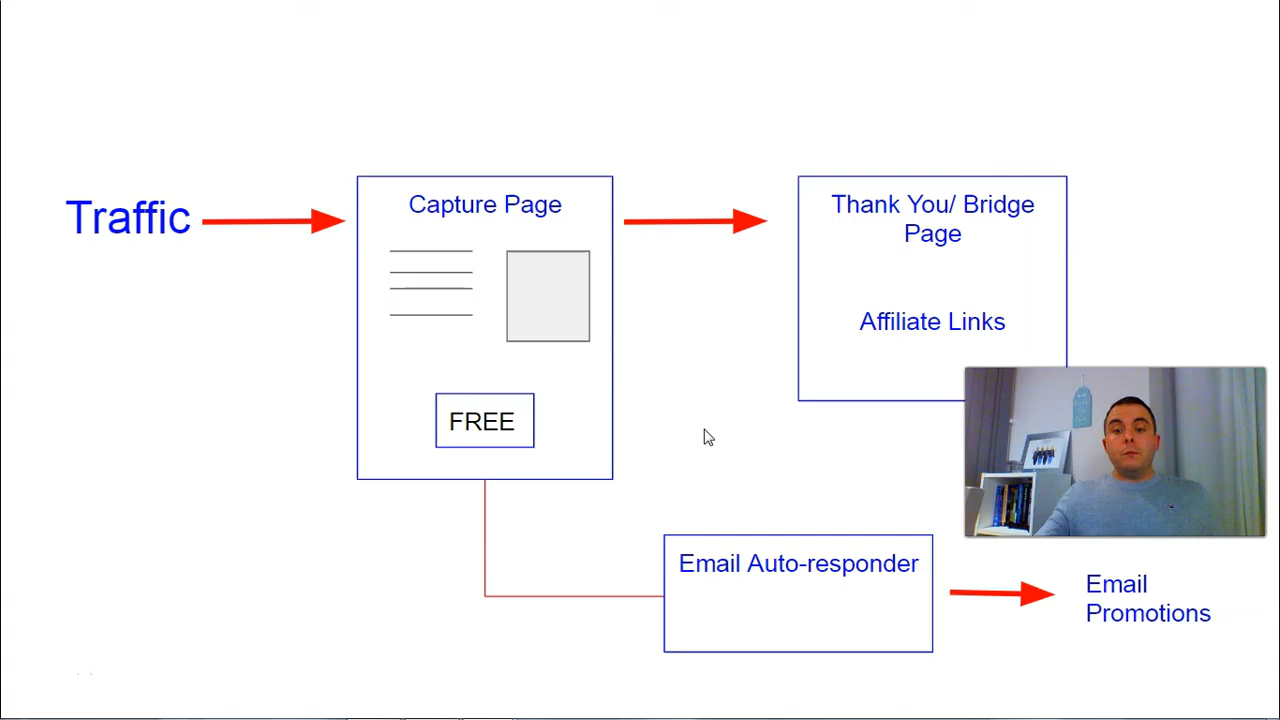 Traffic
Capture Page
FREE
Thank You/ Bridge
Page
Affiliate Links
Email Auto-responder
Email
Promotions